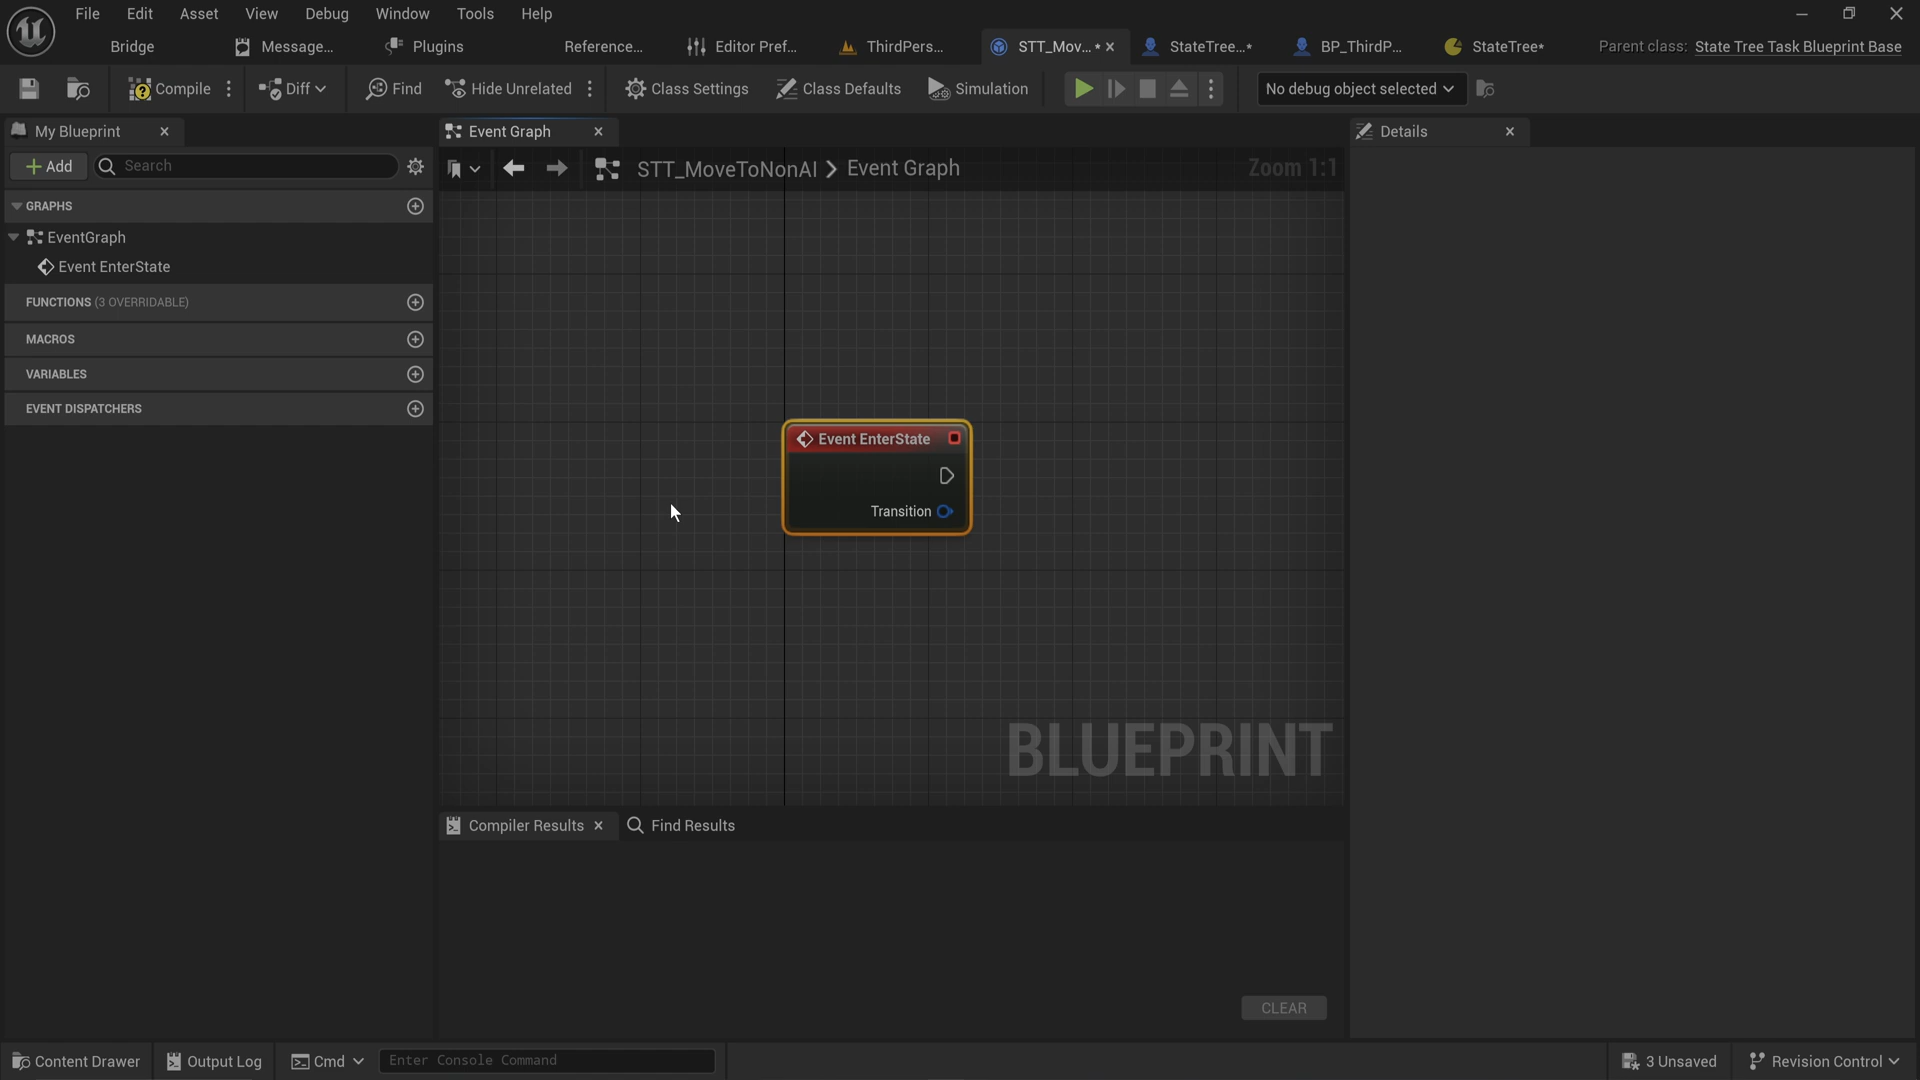 File Edit Asset View Debug Window Tools Help
Bridge Message... Plugins Reference... Editor Pref... ThirdPers... STT_Mov... • StateTree...* BP_ThirdP... StateTree* Parent class: State Tree Task Blueprint Base
Compile Diff Find Hide Unrelated Class Settings Class Defaults Simulation No debug object selected
My Blueprint Event Graph Details
+ Add Search
STT_MoveToNonAI > Event Graph Zoom 1:1
GRAPHS
EventGraph
Event EnterState
FUNCTIONS (3 OVERRIDABLE)
MACROS
VARIABLES
EVENT DISPATCHERS
Event EnterState
Transition
BLUEPRINT
Compiler Results Find Results
CLEAR
Content Drawer Output Log Cmd Enter Console Command 3 Unsaved Revision Control